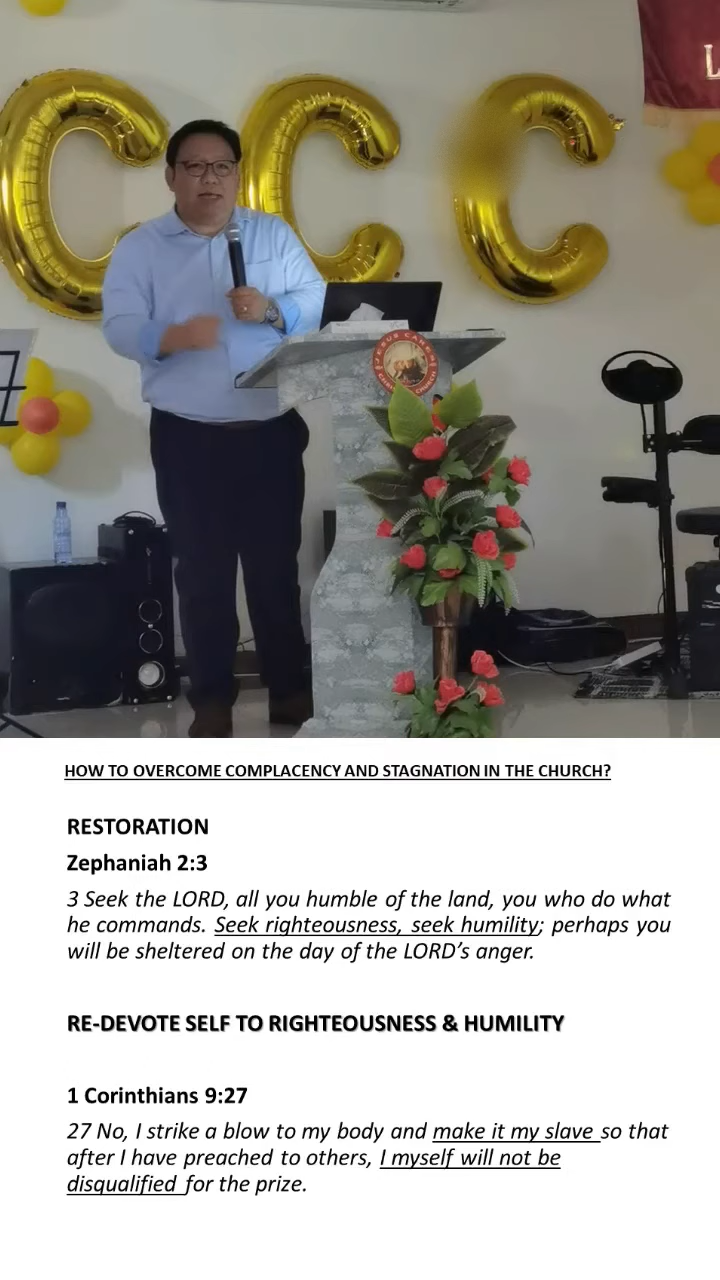 C C C
L
JESUS CARES
CHURCH
HOW TO OVERCOME COMPLACENCY AND STAGNATION IN THE CHURCH?
RESTORATION
Zephaniah 2:3
3 Seek the LORD, all you humble of the land, you who do what
he commands. Seek righteousness, seek humility; perhaps you
will be sheltered on the day of the LORD’s anger.
RE-DEVOTE SELF TO RIGHTEOUSNESS & HUMILITY
1 Corinthians 9:27
27 No, I strike a blow to my body and make it my slave so that
after I have preached to others, I myself will not be
disqualified for the prize.